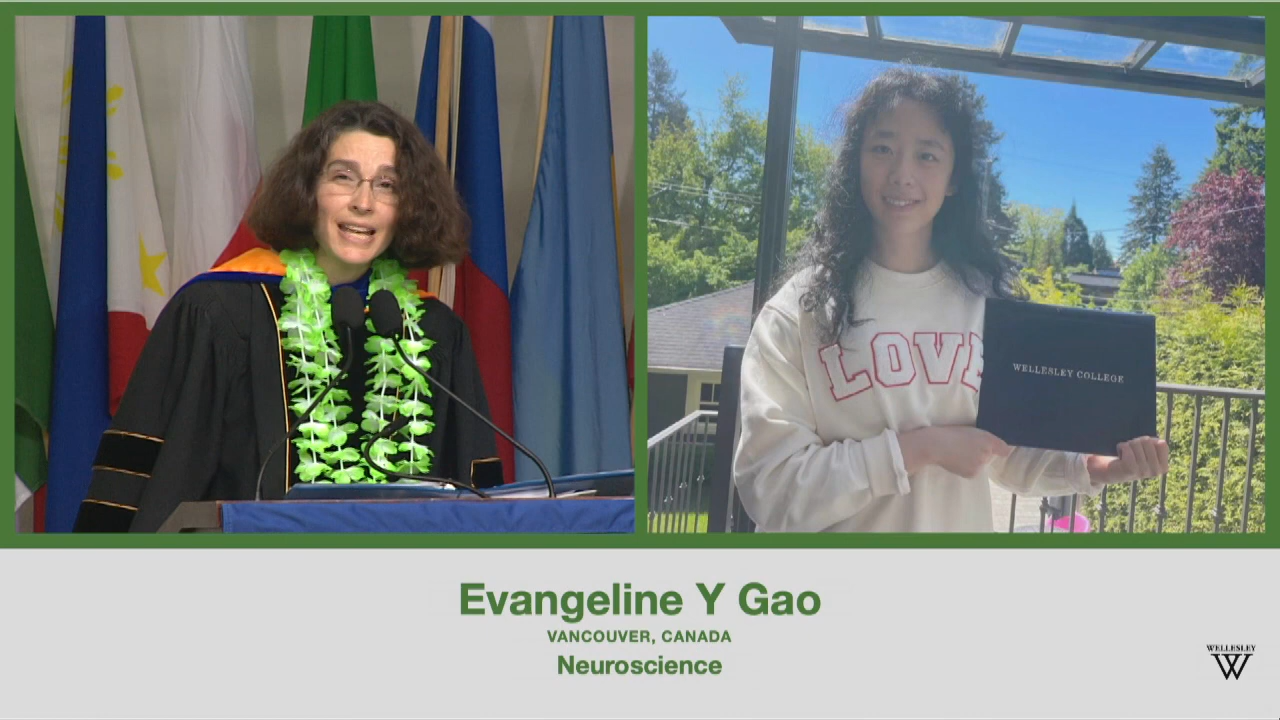 LOVE
WELLESLEY COLLEGE
Evangeline Y Gao
VANCOUVER, CANADA
Neuroscience
WELLESLEY
W